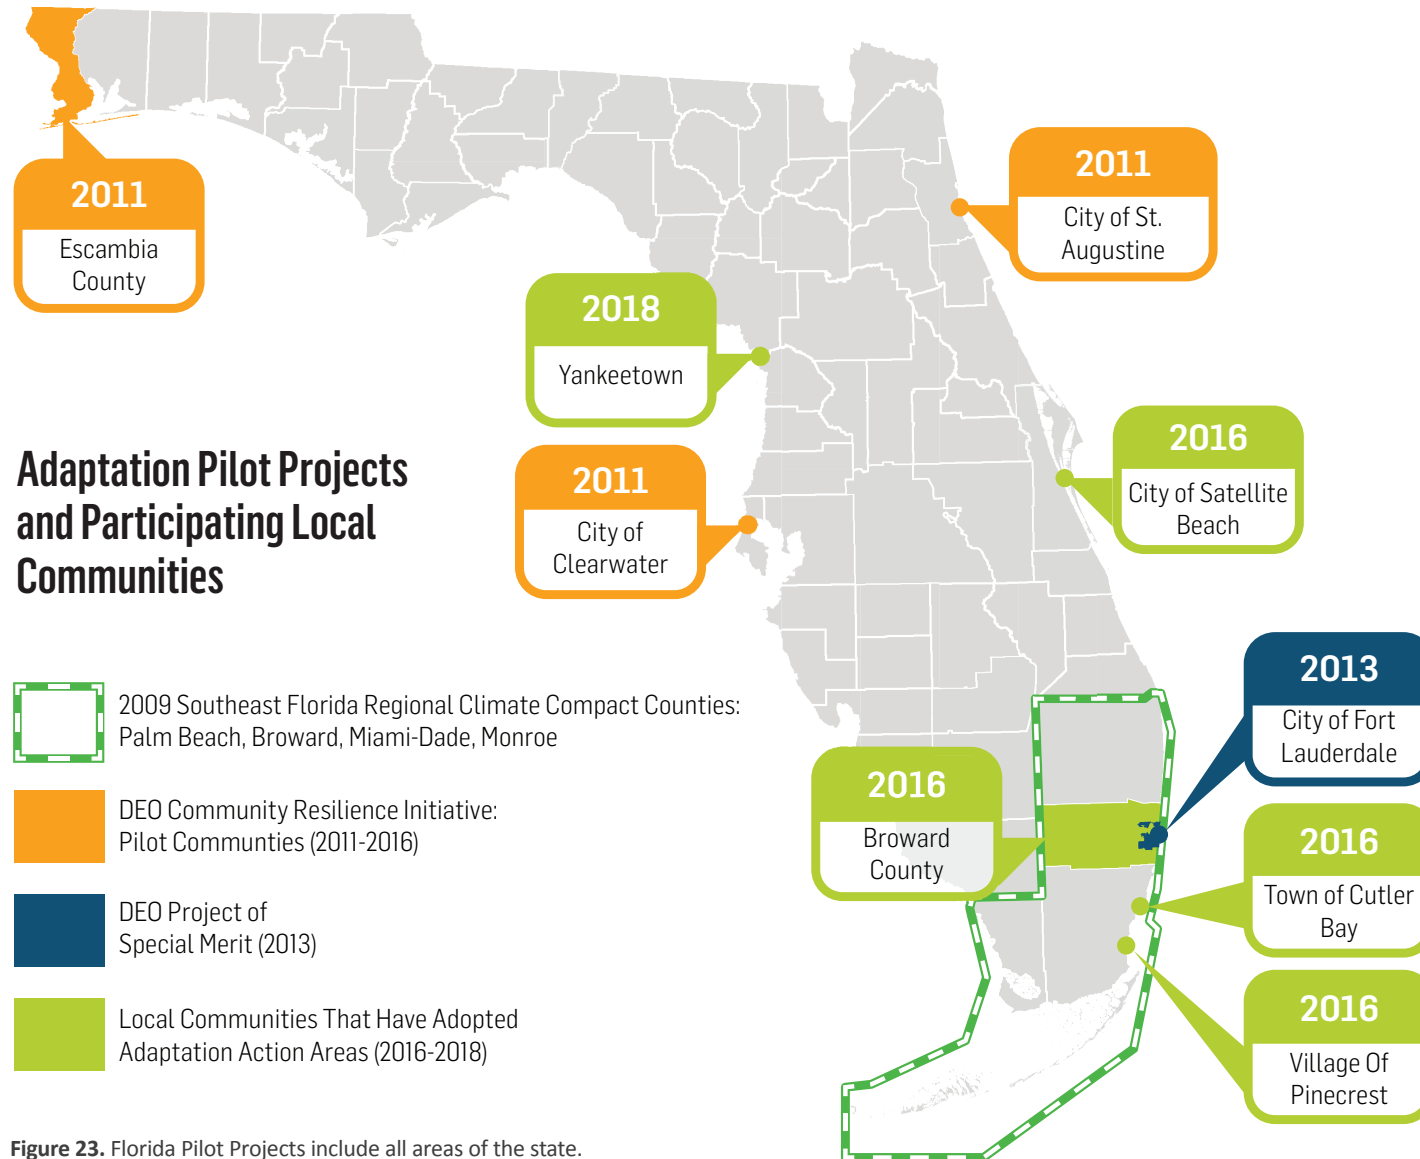 2011
Escambia
County
2011
City of St.
Augustine
2018
Yankeetown
2016
City of Satellite
Beach
2011
City of
Clearwater
Adaptation Pilot Projects
and Participating Local
Communities
2009 Southeast Florida Regional Climate Compact Counties:
Palm Beach, Broward, Miami-Dade, Monroe
DEO Community Resilience Initiative:
Pilot Communties (2011-2016)
DEO Project of
Special Merit (2013)
Local Communities That Have Adopted
Adaptation Action Areas (2016-2018)
2013
City of Fort
Lauderdale
2016
Broward
County
2016
Town of Cutler
Bay
2016
Village Of
Pinecrest
Figure 23. Florida Pilot Projects include all areas of the state.